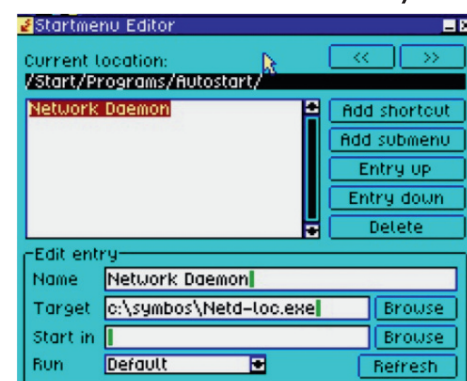 Startmenu Editor
Current location:
<< >>
/Start/Programs/Autostart/
Network Daemon
Add shortcut
Add submenu
Entry up
Entry down
Delete
Edit entry
Name Network Daemon
Target c:\symbos\Netd-loc.exe Browse
Start in Browse
Run Default Refresh